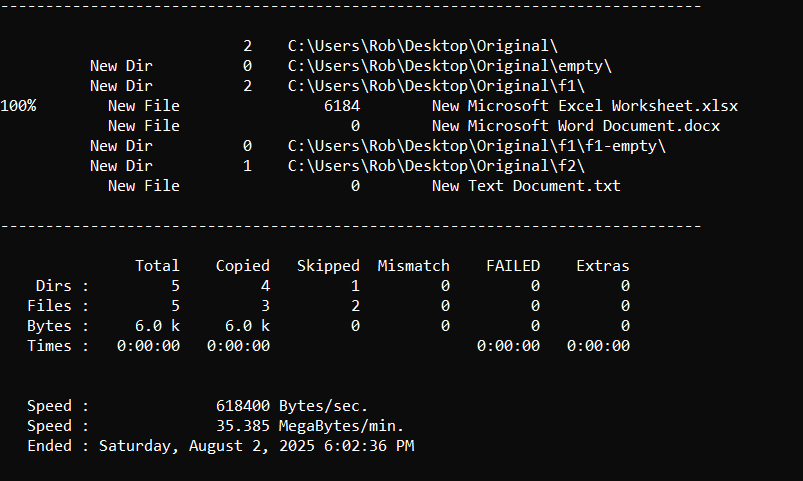 ------------------------------------------------------------------------------
2 C:\Users\Rob\Desktop\Original\
New Dir 0 C:\Users\Rob\Desktop\Original\empty\
New Dir 2 C:\Users\Rob\Desktop\Original\f1\
100% New File 6184 New Microsoft Excel Worksheet.xlsx
New File 0 New Microsoft Word Document.docx
New Dir 0 C:\Users\Rob\Desktop\Original\f1\f1-empty\
New Dir 1 C:\Users\Rob\Desktop\Original\f2\
New File 0 New Text Document.txt
------------------------------------------------------------------------------
Total Copied Skipped Mismatch FAILED Extras
Dirs : 5 4 1 0 0 0
Files : 5 3 2 0 0 0
Bytes : 6.0 k 6.0 k 0 0 0 0
Times : 0:00:00 0:00:00 0:00:00 0:00:00
Speed : 618400 Bytes/sec.
Speed : 35.385 MegaBytes/min.
Ended : Saturday, August 2, 2025 6:02:36 PM